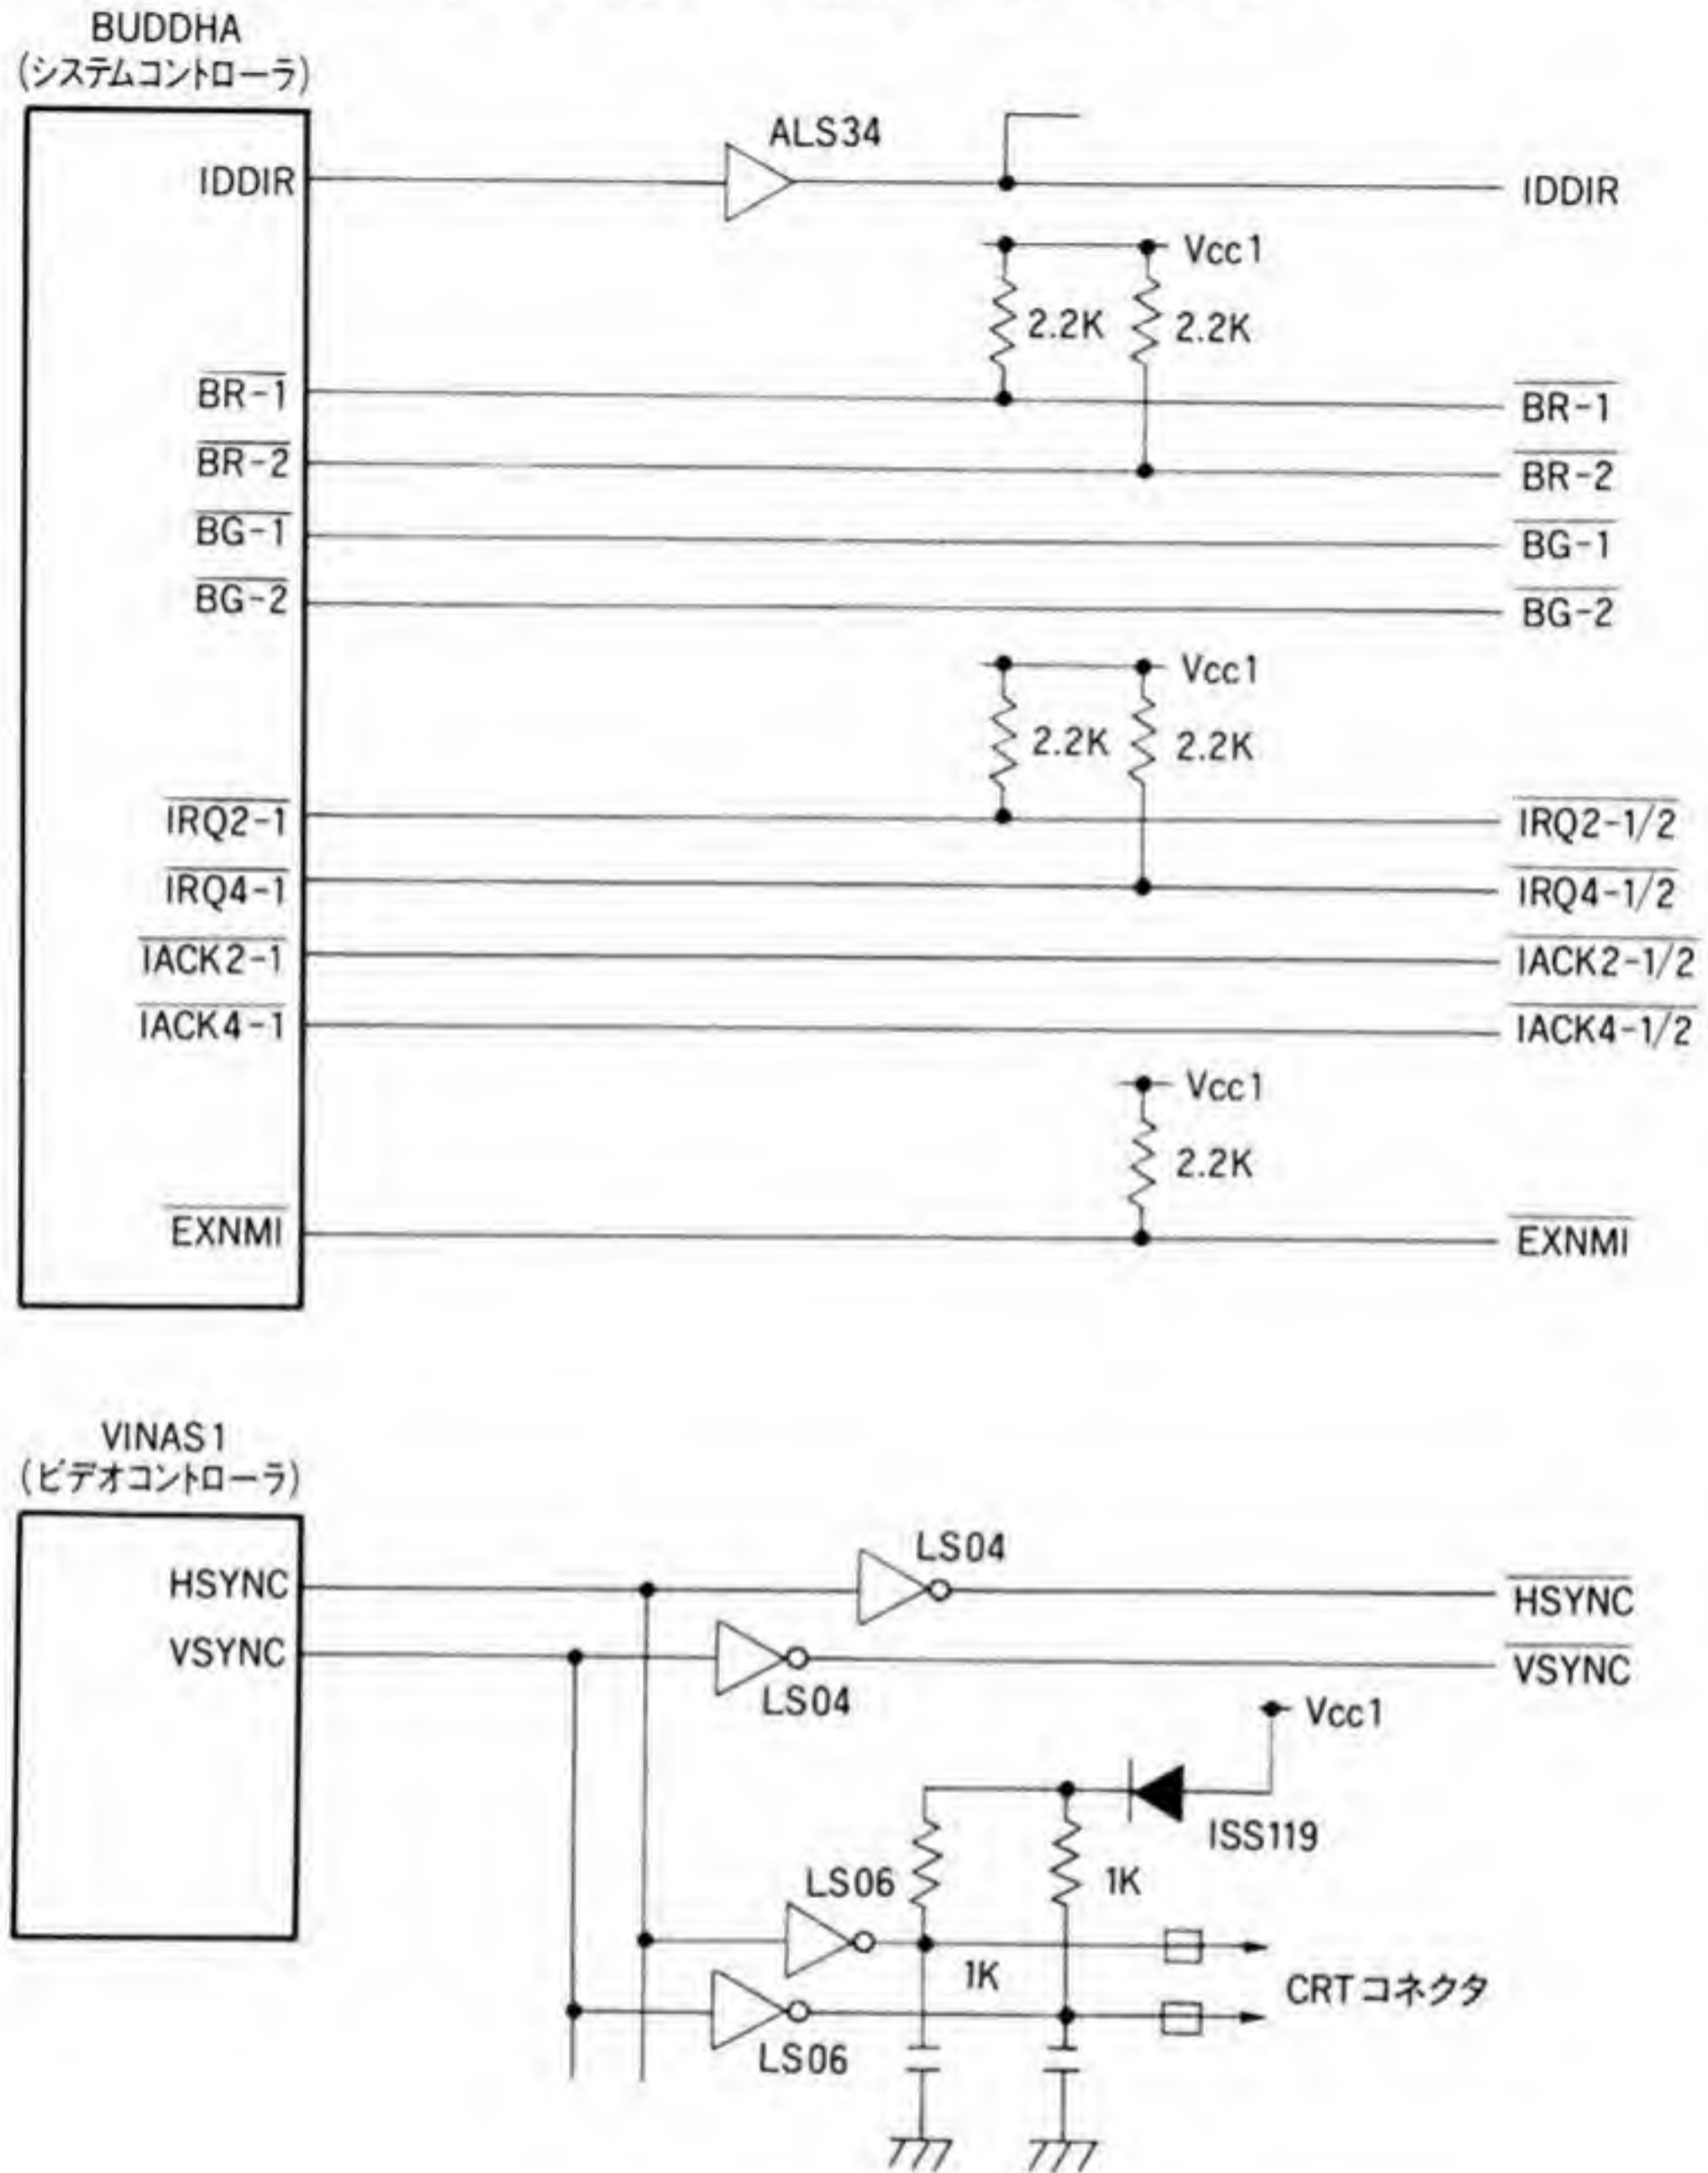 BUDDHA
(システムコントローラ)
ALS34
IDDIR
IDDIR
Vcc1
2.2K
2.2K
BR-1
BR-1
BR-2
BR-2
BG-1
BG-1
BG-2
BG-2
Vcc1
2.2K
2.2K
IRQ2-1
IRQ2-1/2
IRQ4-1
IRQ4-1/2
IACK2-1
IACK2-1/2
IACK4-1
IACK4-1/2
Vcc1
2.2K
EXNMI
EXNMI
VINAS1
(ビデオコントローラ)
LS04
HSYNC
HSYNC
VSYNC
VSYNC
LS04
Vcc1
ISS119
LS06
1K
1K
CRTコネクタ
LS06